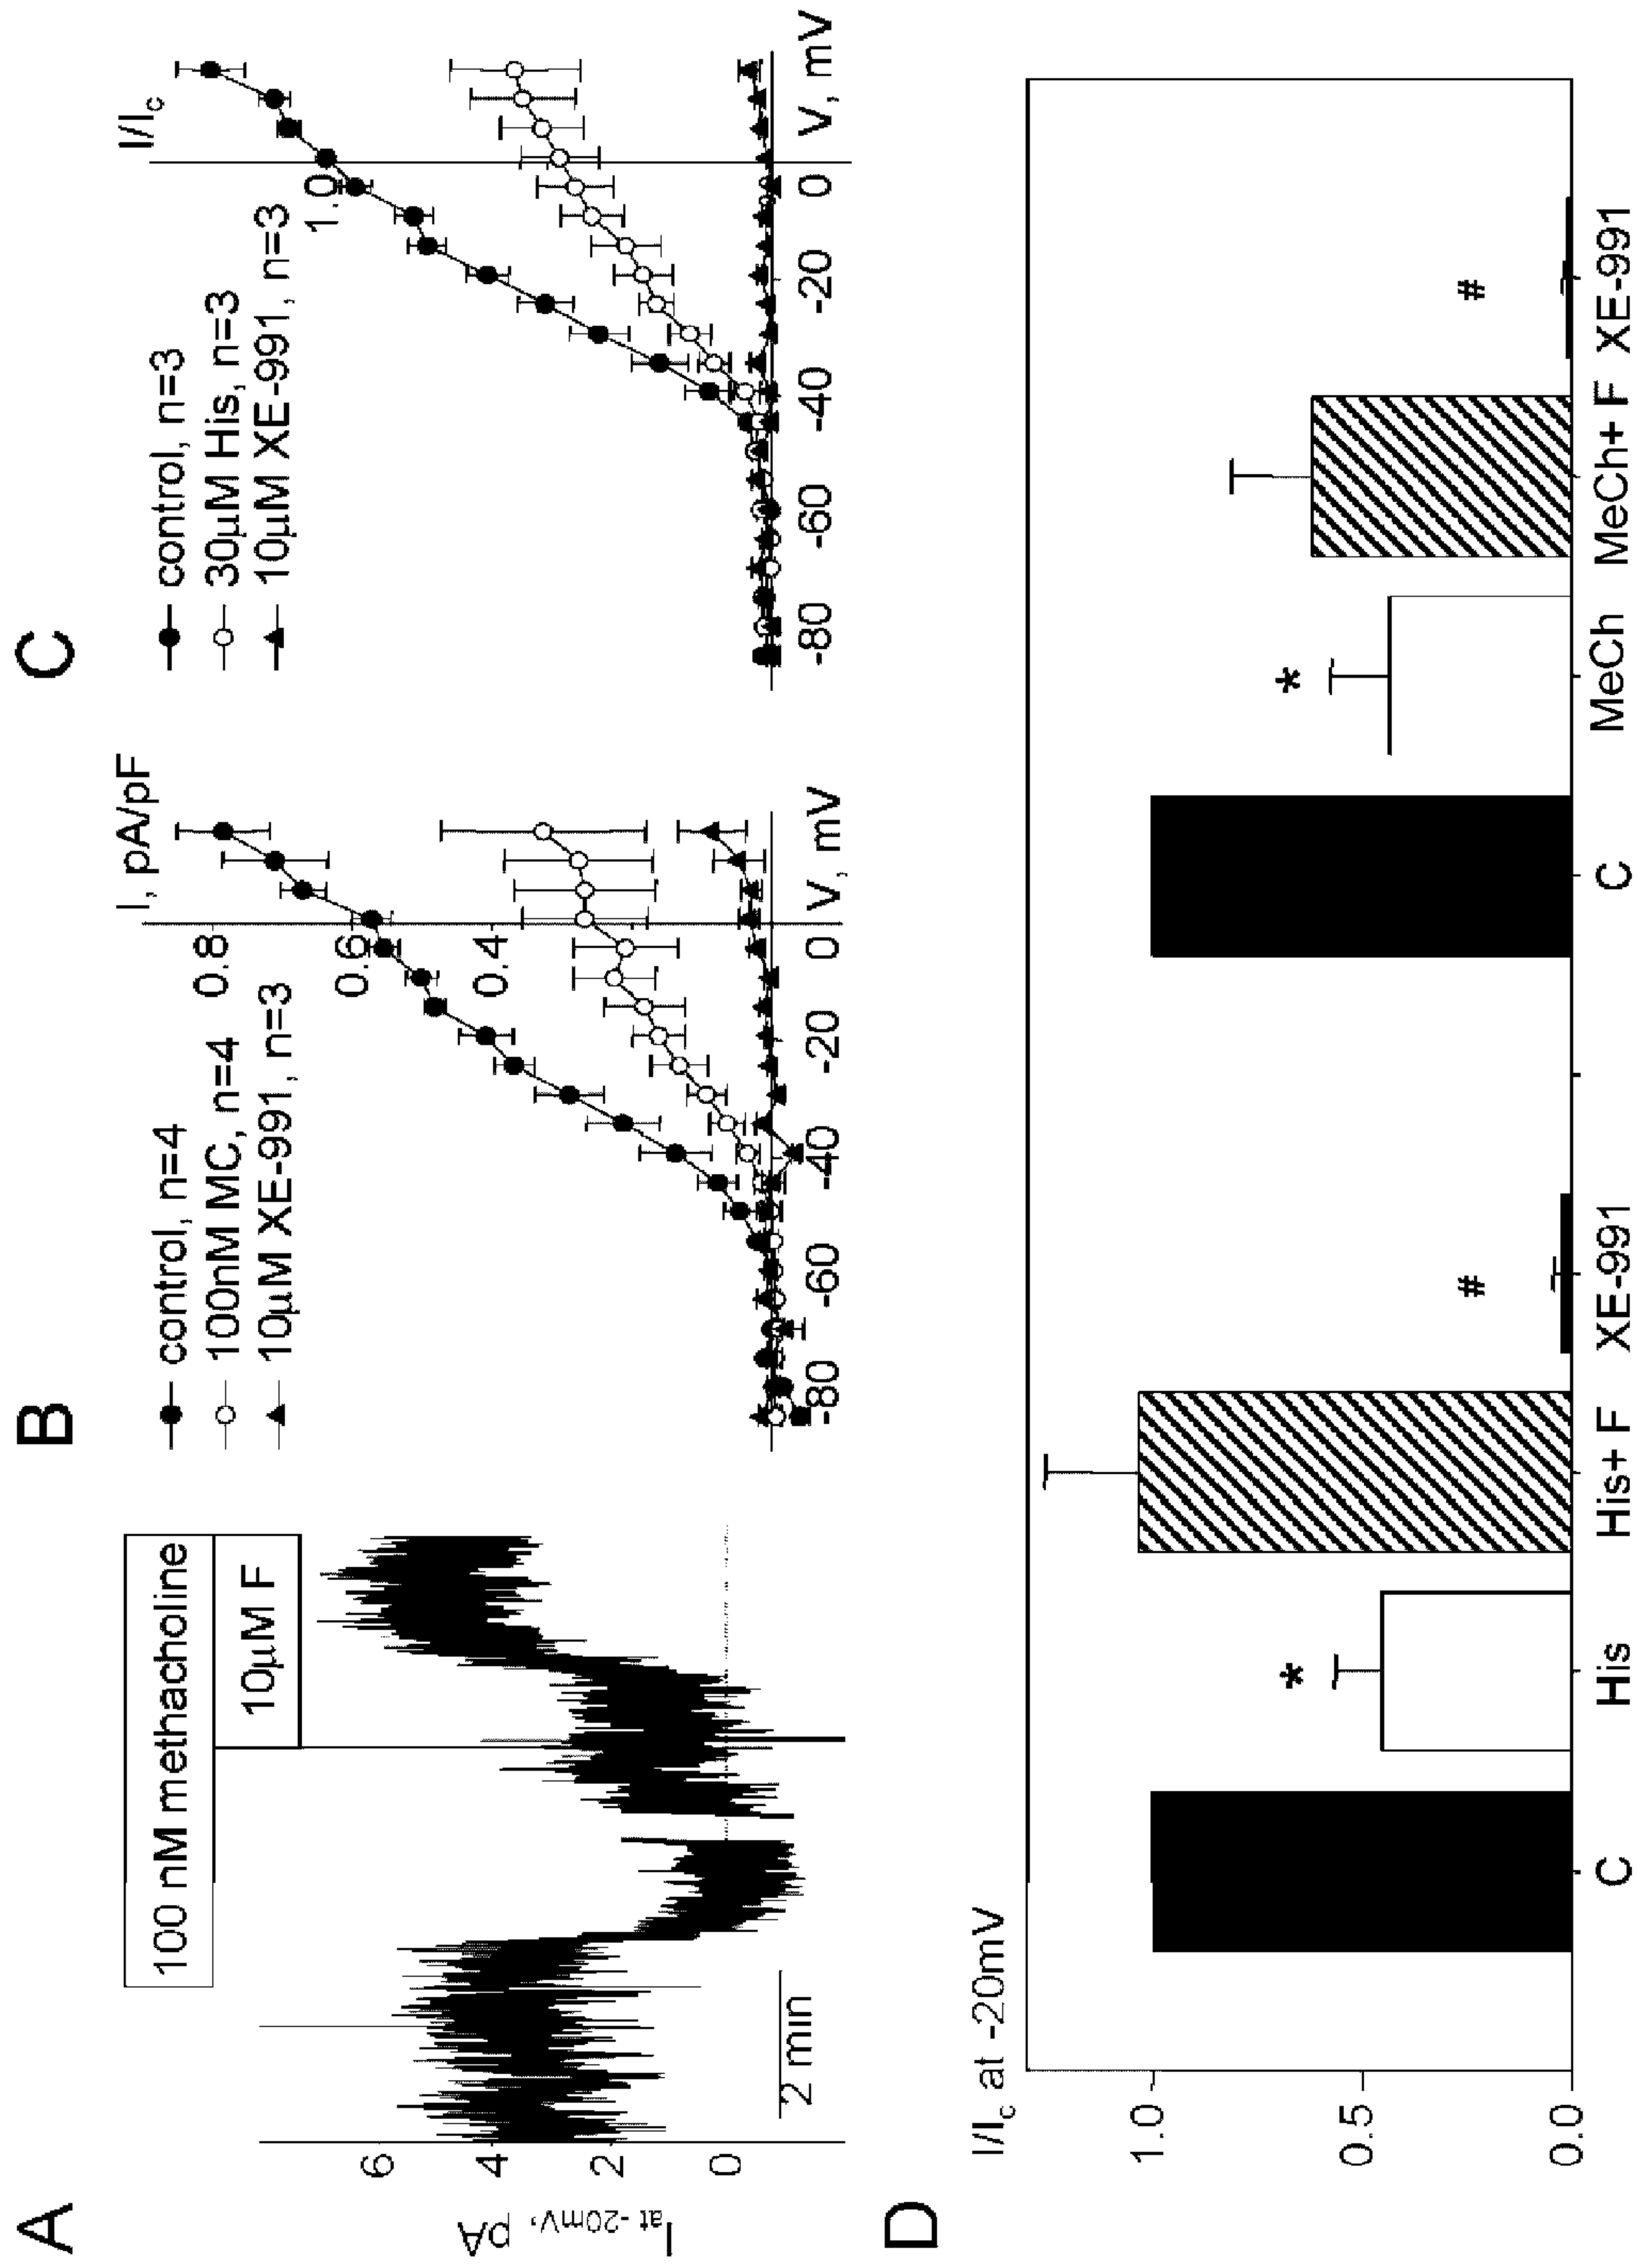 A
100 nM methacholine
10µM F
6
4
2
0
I at -20mV, pA
2 min
B
control, n=4
100nM MC, n=4
10µM XE-991, n=3
I, pA/pF
0.8
0.6
0.4
-80 -60 -40 -20 0 V, mV
C
control, n=3
30µM His, n=3
10µM XE-991, n=3
I/Ic
1.0
-80 -60 -40 -20 0 V, mV
D
I/Ic at -20mV
1.0
0.5
0.0
* # * #
C His His+ F XE-991 C MeCh MeCh+ F XE-991